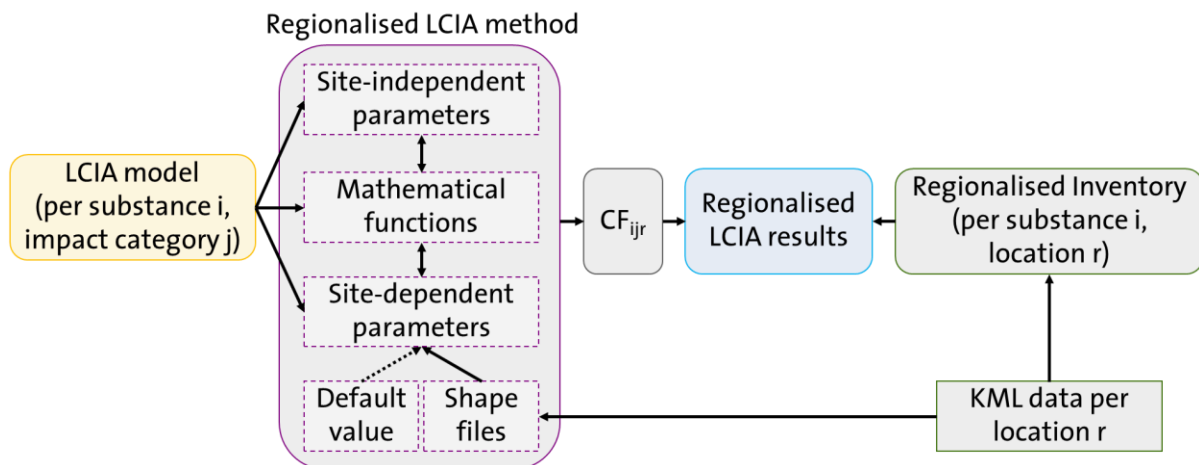 Regionalised LCIA method
Site-independent
parameters
LCIA model
(per substance i,
impact category j)
Mathematical
functions
Site-dependent
parameters
Default
value
Shape
files
CFijr
Regionalised
LCIA results
Regionalised Inventory
(per substance i,
location r)
KML data per
location r